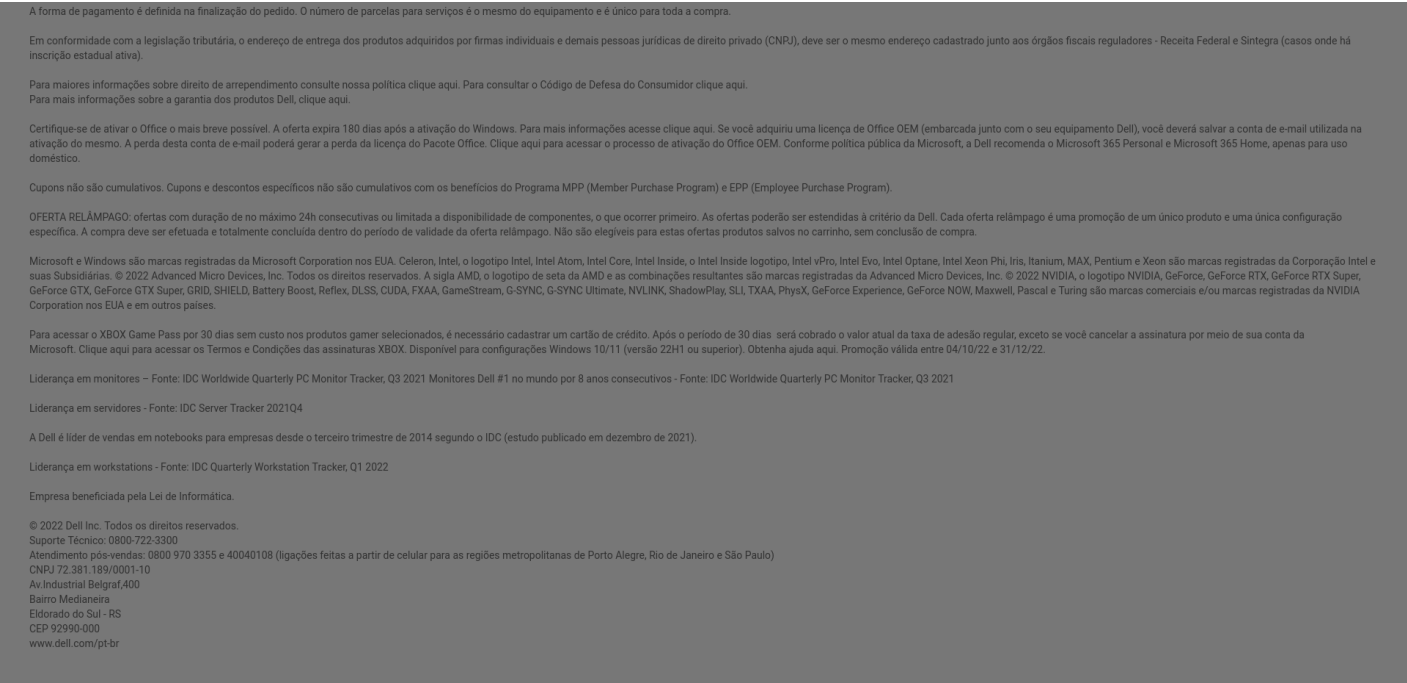 A forma de pagamento é definida na finalização do pedido. O número de parcelas para serviços é o mesmo do equipamento e é único para toda a compra.
Em conformidade com a legislação tributária, o endereço de entrega dos produtos adquiridos por firmas individuais e demais pessoas jurídicas de direito privado (CNPJ), deve ser o mesmo endereço cadastrado junto aos órgãos fiscais reguladores - Receita Federal e Sintegra (casos onde há
inscrição estadual ativa).
Para maiores informações sobre direito de arrependimento consulte nossa política clique aqui. Para consultar o Código de Defesa do Consumidor clique aqui.
Para mais informações sobre a garantia dos produtos Dell, clique aqui.
Certifique-se de ativar o Office o mais breve possível. A oferta expira 180 dias após a ativação do Windows. Para mais informações acesse clique aqui. Se você adquiriu uma licença de Office OEM (embarcada junto com o seu equipamento Dell), você deverá salvar a conta de e-mail utilizada na
ativação do mesmo. A perda desta conta de e-mail poderá gerar a perda da licença do Pacote Office. Clique aqui para acessar o processo de ativação do Office OEM. Conforme política pública da Microsoft, a Dell recomenda o Microsoft 365 Personal e Microsoft 365 Home, apenas para uso
doméstico.
Cupons não são cumulativos. Cupons e descontos específicos não são cumulativos com os benefícios do Programa MPP (Member Purchase Program) e EPP (Employee Purchase Program).
OFERTA RELÂMPAGO: ofertas com duração de no máximo 24h consecutivas ou limitada a disponibilidade de componentes, o que ocorrer primeiro. As ofertas poderão ser estendidas à critério da Dell. Cada oferta relâmpago é uma promoção de um único produto e uma única configuração
específica. A compra deve ser efetuada e totalmente concluída dentro do período de validade da oferta relâmpago. Não são elegíveis para estas ofertas produtos salvos no carrinho, sem conclusão de compra.
Microsoft e Windows são marcas registradas da Microsoft Corporation nos EUA. Celeron, Intel, o logotipo Intel, Intel Atom, Intel Core, Intel Inside, o Intel Inside logotipo, Intel vPro, Intel Evo, Intel Optane, Intel Xeon Phi, Iris, Itanium, MAX, Pentium e Xeon são marcas registradas da Corporação Intel e
suas Subsidiárias. © 2022 Advanced Micro Devices, Inc. Todos os direitos reservados. A sigla AMD, o logotipo de seta da AMD e as combinações resultantes são marcas registradas da Advanced Micro Devices, Inc. © 2022 NVIDIA, o logotipo NVIDIA, GeForce, GeForce RTX, GeForce RTX Super,
GeForce GTX, GeForce GTX Super, GRID, SHIELD, Battery Boost, Reflex, DLSS, CUDA, FXAA, GameStream, G-SYNC, G-SYNC Ultimate, NVLINK, ShadowPlay, SLI, TXAA, PhysX, GeForce Experience, GeForce NOW, Maxwell, Pascal e Turing são marcas comerciais e/ou marcas registradas da NVIDIA
Corporation nos EUA e em outros países.
Para acessar o XBOX Game Pass por 30 dias sem custo nos produtos gamer selecionados, é necessário cadastrar um cartão de crédito. Após o período de 30 dias  será cobrado o valor atual da taxa de adesão regular, exceto se você cancelar a assinatura por meio de sua conta da
Microsoft. Clique aqui para acessar os Termos e Condições das assinaturas XBOX. Disponível para configurações Windows 10/11 (versão 22H1 ou superior). Obtenha ajuda aqui. Promoção válida entre 04/10/22 e 31/12/22.
Liderança em monitores – Fonte: IDC Worldwide Quarterly PC Monitor Tracker, Q3 2021 Monitores Dell #1 no mundo por 8 anos consecutivos - Fonte: IDC Worldwide Quarterly PC Monitor Tracker, Q3 2021
Liderança em servidores - Fonte: IDC Server Tracker 2021Q4
A Dell é líder de vendas em notebooks para empresas desde o terceiro trimestre de 2014 segundo o IDC (estudo publicado em dezembro de 2021).
Liderança em workstations - Fonte: IDC Quarterly Workstation Tracker, Q1 2022
Empresa beneficiada pela Lei de Informática.
© 2022 Dell Inc. Todos os direitos reservados.
Suporte Técnico: 0800-722-3300
Atendimento pós-vendas: 0800 970 3355 e 40040108 (ligações feitas a partir de celular para as regiões metropolitanas de Porto Alegre, Rio de Janeiro e São Paulo)
CNPJ 72.381.189/0001-10
Av.Industrial Belgraf,400
Bairro Medianeira
Eldorado do Sul - RS
CEP 92990-000
www.dell.com/pt-br